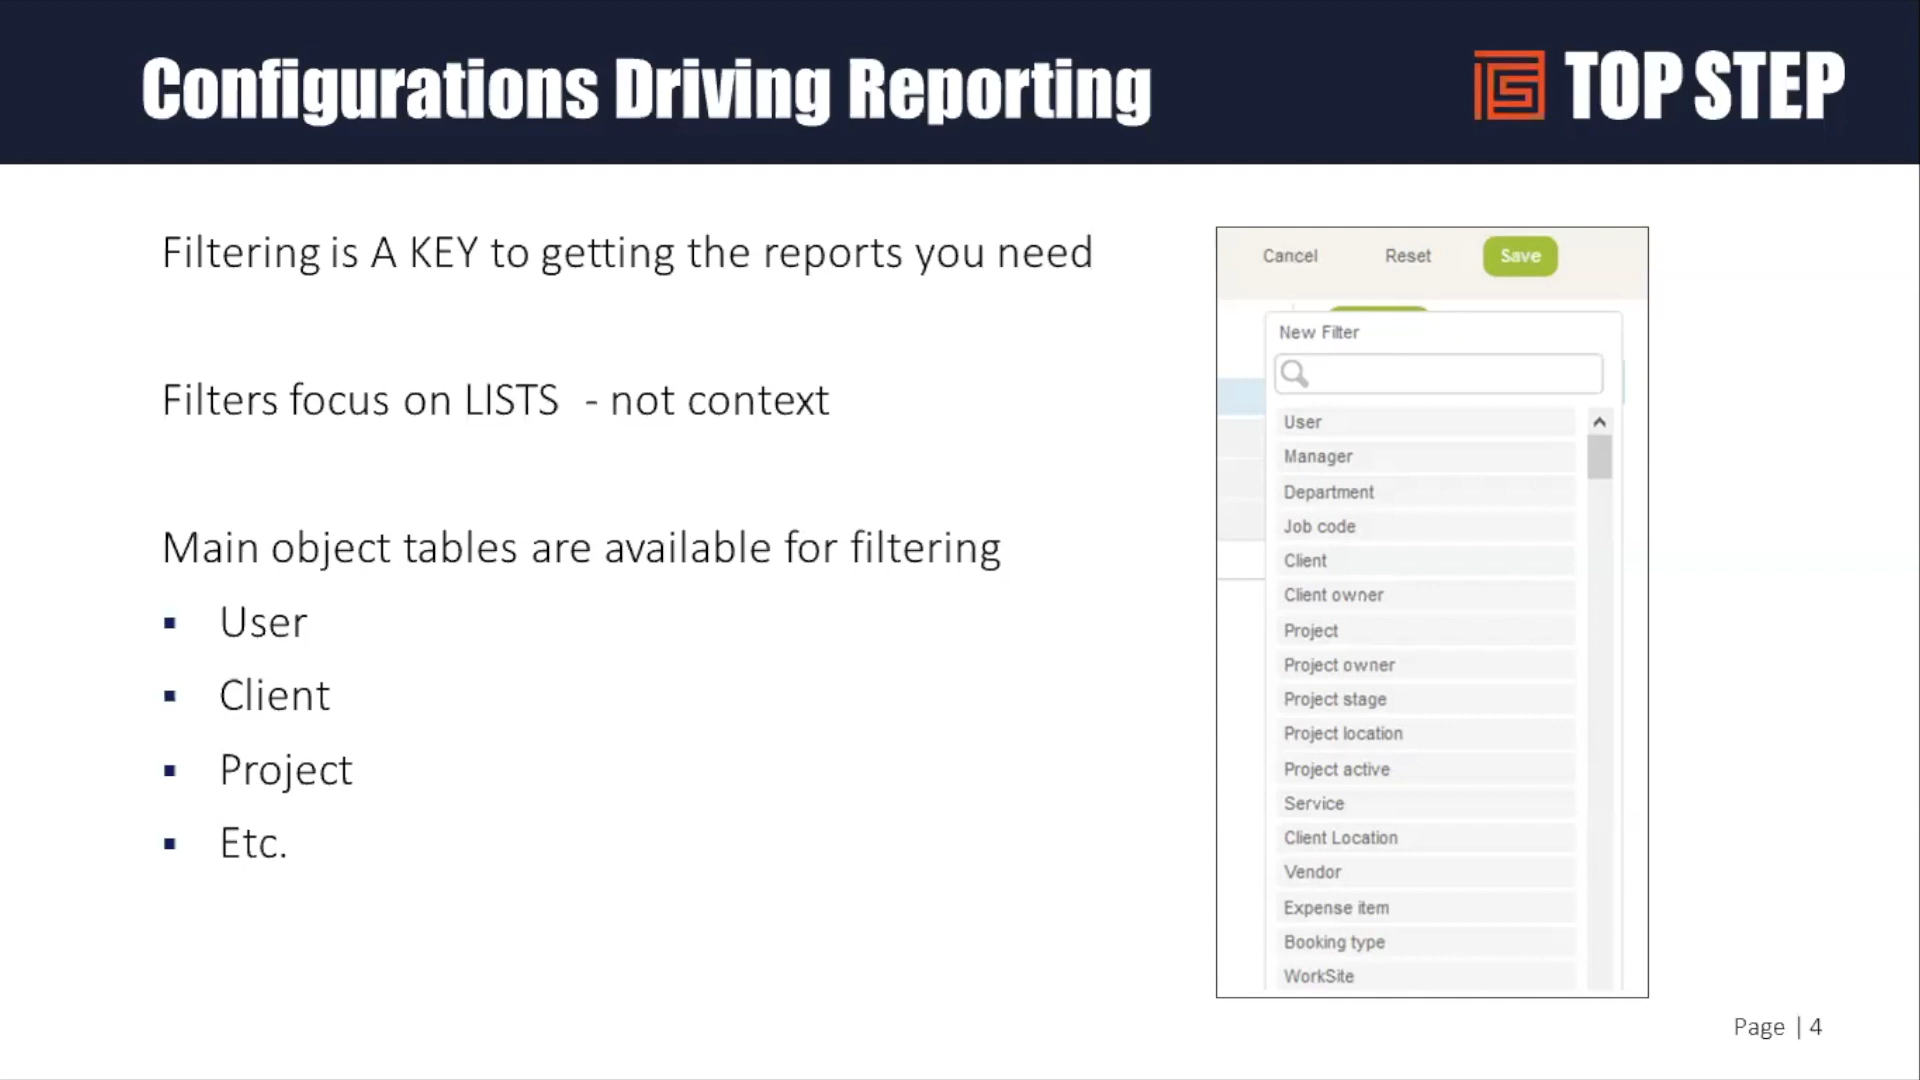 Configurations Driving Reporting
TOP STEP
Filtering is A KEY to getting the reports you need
Filters focus on LISTS - not context
Main object tables are available for filtering
▪ User
▪ Client
▪ Project
▪ Etc.
Cancel Reset Save
New Filter
User
Manager
Department
Job code
Client
Client owner
Project
Project owner
Project stage
Project location
Project active
Service
Client Location
Vendor
Expense item
Booking type
WorkSite
Page | 4